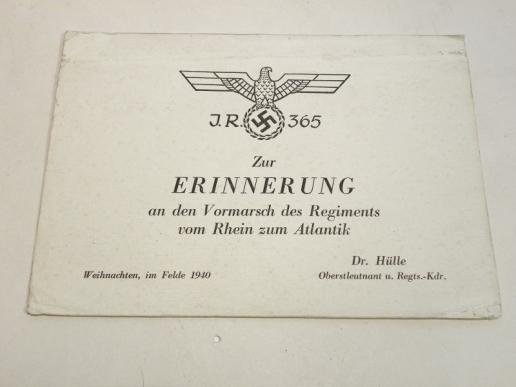 J.R. 365
Zur
ERINNERUNG
an den Vormarsch des Regiments
vom Rhein zum Atlantik
Dr. Hülle
Weihnachten, im Felde 1940 Oberstleutnant u. Regts.-Kdr.